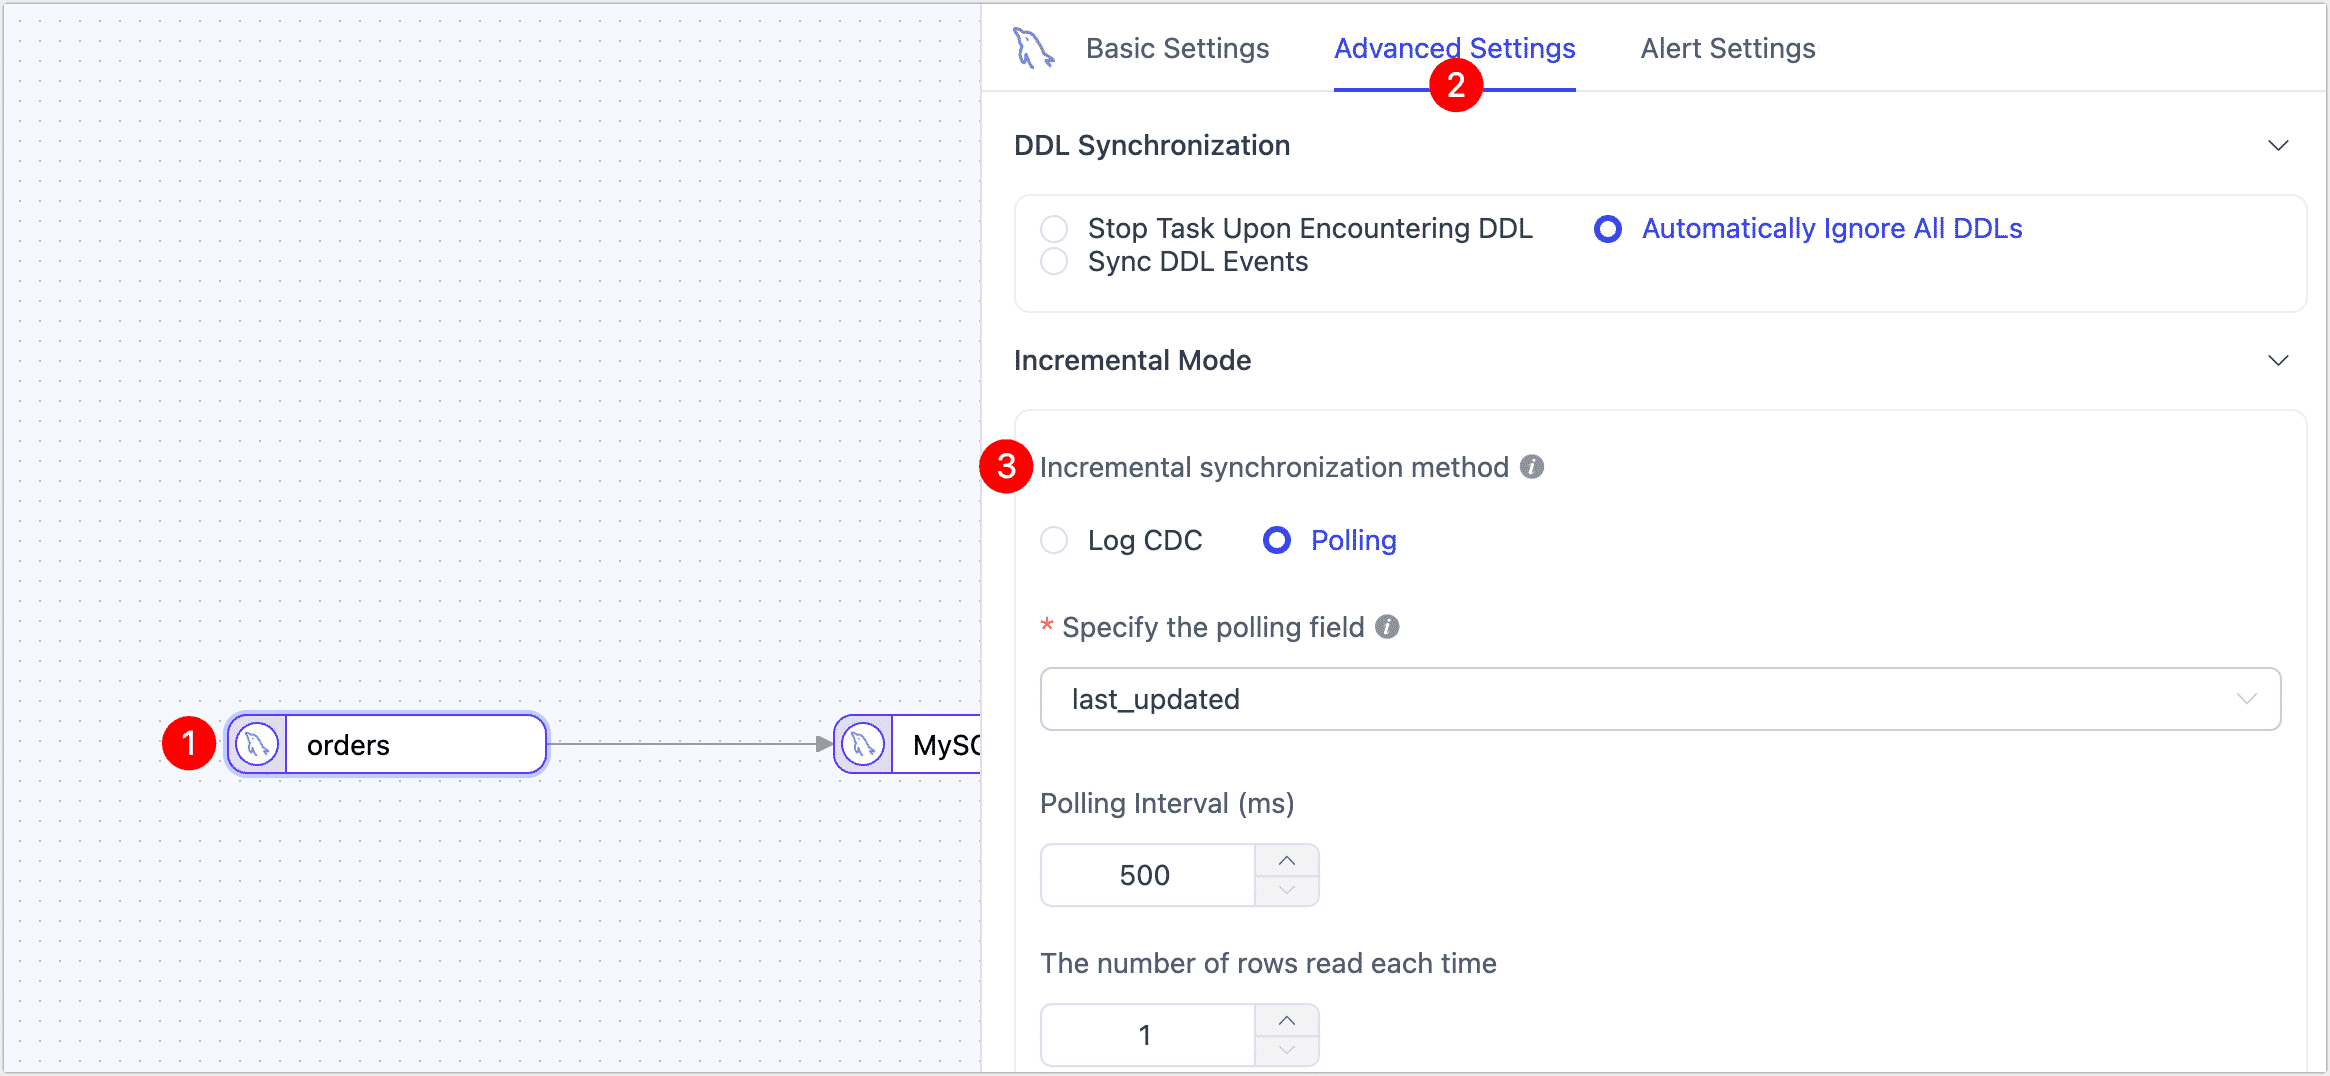 Basic Settings Advanced Settings Alert Settings
2
DDL Synchronization
Stop Task Upon Encountering DDL Automatically Ignore All DDLs
Sync DDL Events
Incremental Mode
3 Incremental synchronization method
Log CDC Polling
* Specify the polling field
last_updated
1 orders
Polling Interval (ms)
500
The number of rows read each time
1